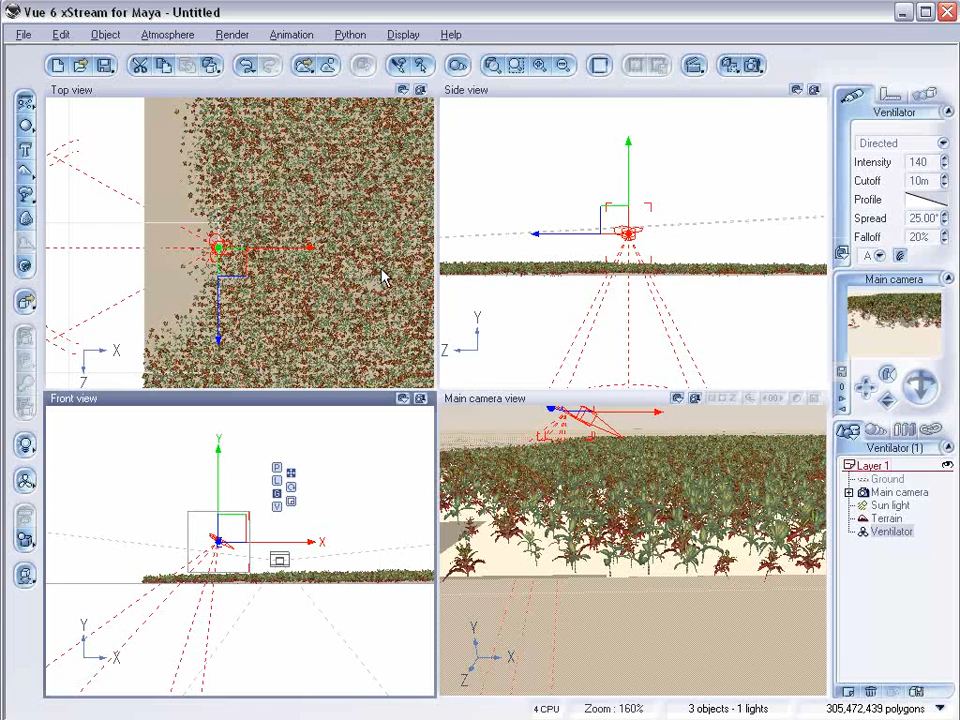 Vue 6 xStream for Maya - Untitled
File Edit Object Atmosphere Render Animation Python Display Help
Top view
Side view
Ventilator
Directed
Intensity 140
Cutoff 10m
Profile
Spread 25.00°
Falloff 20%
A
Main camera
X
Z
Y
Z
Front view
Main camera view
Y
X
P
L
G
V
Y
X
Y
X
Z
Ventilator (1)
Layer 1
Ground
Main camera
Sun light
Terrain
Ventilator
4 CPU Zoom : 160% 3 objects - 1 lights 305,472,439 polygons